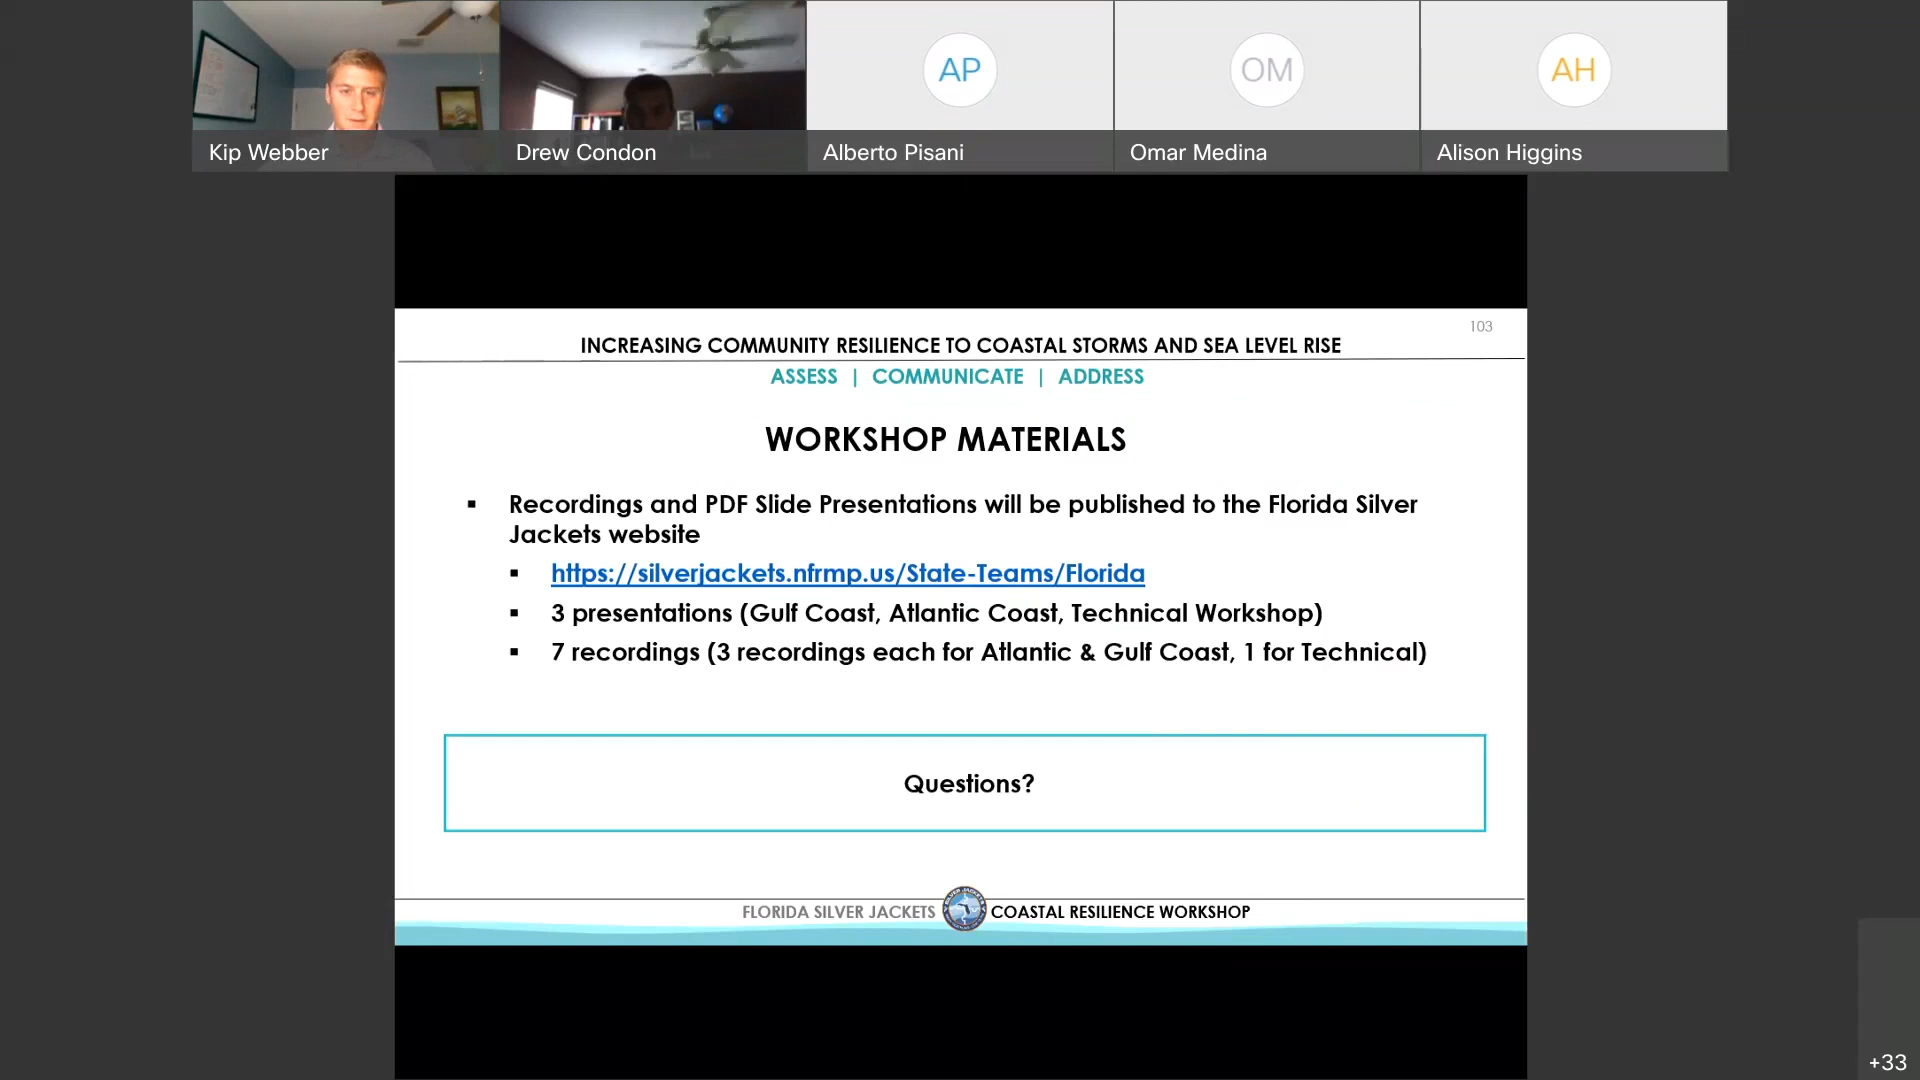 AP
OM
AH
Kip Webber
Drew Condon
Alberto Pisani
Omar Medina
Alison Higgins
103
INCREASING COMMUNITY RESILIENCE TO COASTAL STORMS AND SEA LEVEL RISE
ASSESS | COMMUNICATE | ADDRESS
WORKSHOP MATERIALS
▪ Recordings and PDF Slide Presentations will be published to the Florida Silver
Jackets website
▪ https://silverjackets.nfrmp.us/State-Teams/Florida
▪ 3 presentations (Gulf Coast, Atlantic Coast, Technical Workshop)
▪ 7 recordings (3 recordings each for Atlantic & Gulf Coast, 1 for Technical)
Questions?
FLORIDA SILVER JACKETS COASTAL RESILIENCE WORKSHOP
+33